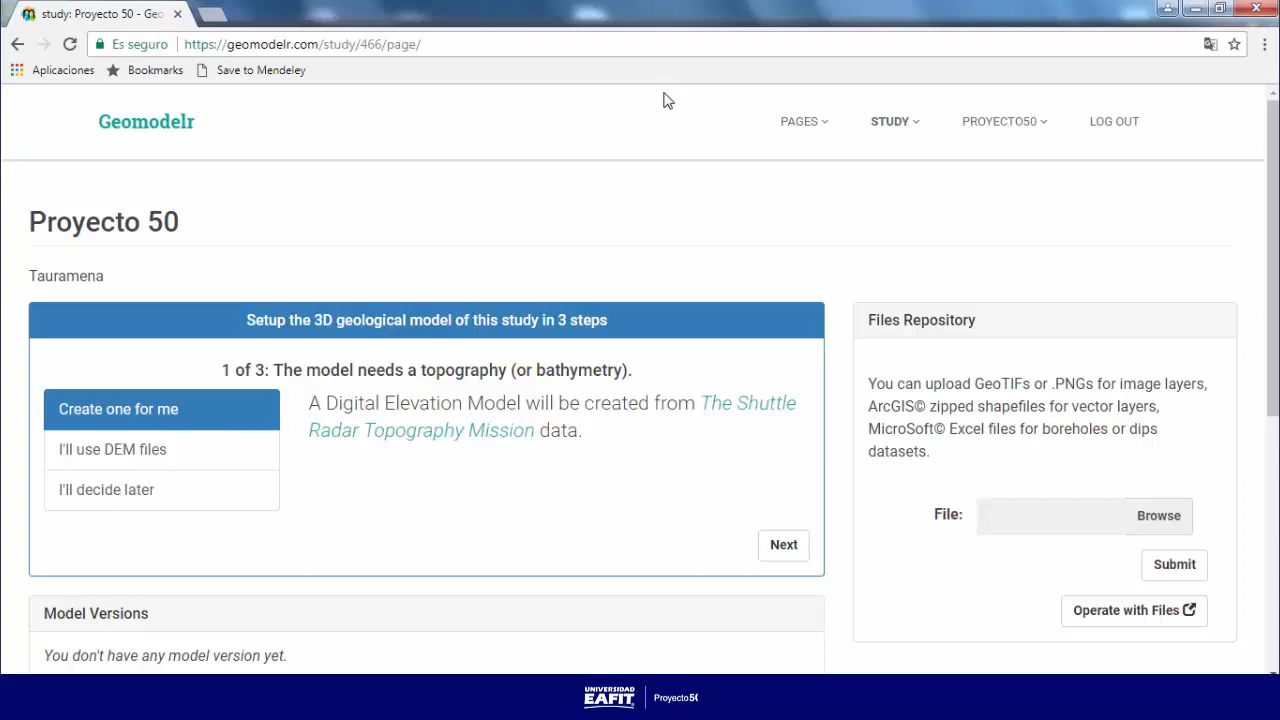 study: Proyecto 50 - Geo
Es seguro
https://geomodelr.com/study/466/page/
Aplicaciones
Bookmarks
Save to Mendeley
Geomodelr
PAGES
STUDY
PROYECTO50
LOG OUT
Proyecto 50
Tauramena
Setup the 3D geological model of this study in 3 steps
1 of 3: The model needs a topography (or bathymetry).
Create one for me
I'll use DEM files
I'll decide later
A Digital Elevation Model will be created from The Shuttle
Radar Topography Mission data.
Next
Files Repository
You can upload GeoTIFs or .PNGs for image layers,
ArcGIS© zipped shapefiles for vector layers,
MicroSoft© Excel files for boreholes or dips
datasets.
File:
Browse
Submit
Operate with Files
Model Versions
You don't have any model version yet.
UNIVERSIDAD
EAFIT
Proyecto50